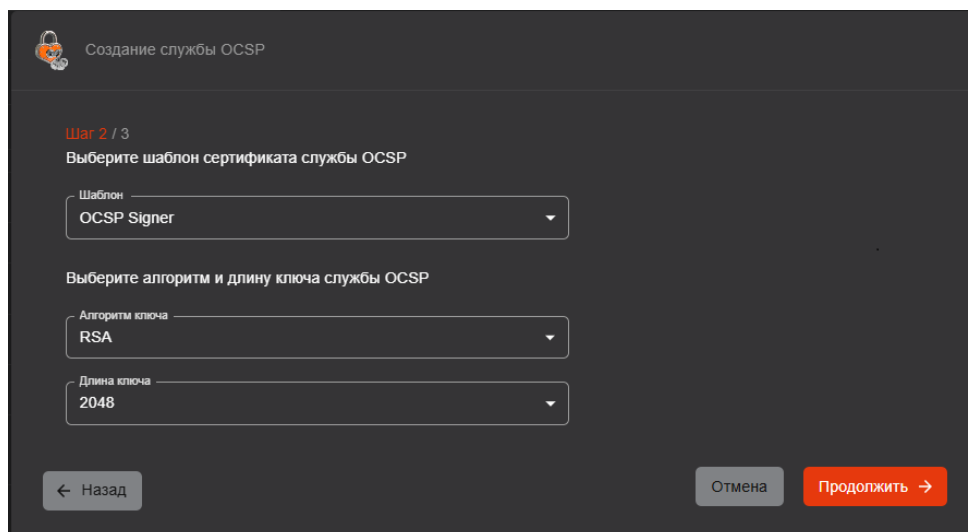 Создание службы OCSP
Шаг 2 / 3
Выберите шаблон сертификата службы OCSP
Шаблон
OCSP Signer
Выберите алгоритм и длину ключа службы OCSP
Алгоритм ключа
RSA
Длина ключа
2048
← Назад
Отмена
Продолжить →